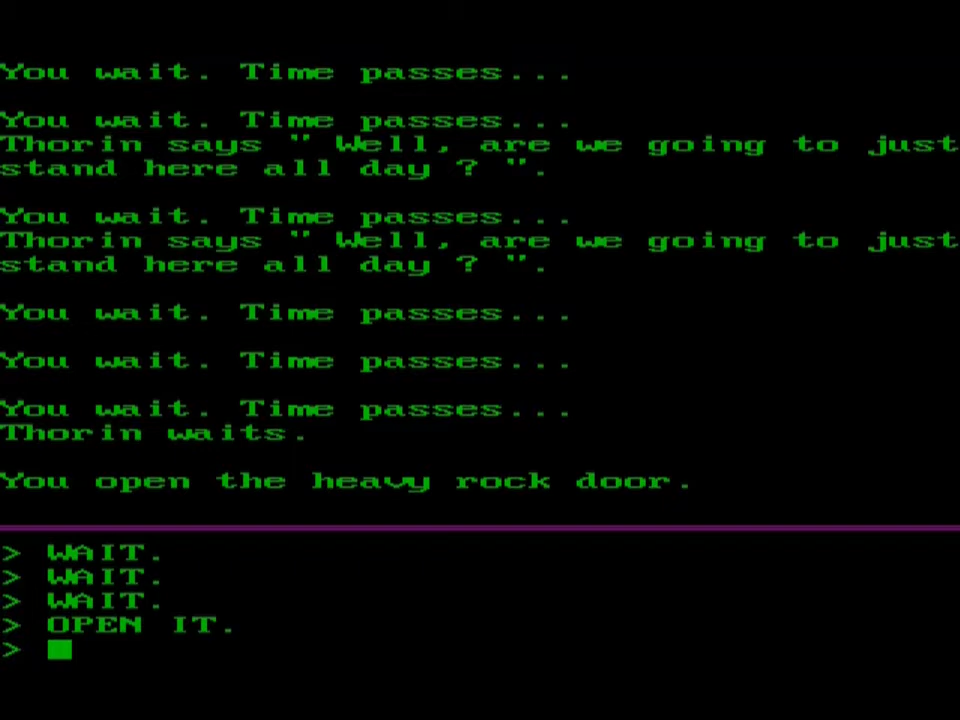 You wait. Time passes...
You wait. Time passes...
Thorin says " Well, are we going to just
stand here all day ? ".
You wait. Time passes...
Thorin says " Well, are we going to just
stand here all day ? ".
You wait. Time passes...
You wait. Time passes...
You wait. Time passes...
Thorin waits.
You open the heavy rock door.
> WAIT.
> WAIT.
> WAIT.
> OPEN IT.
>